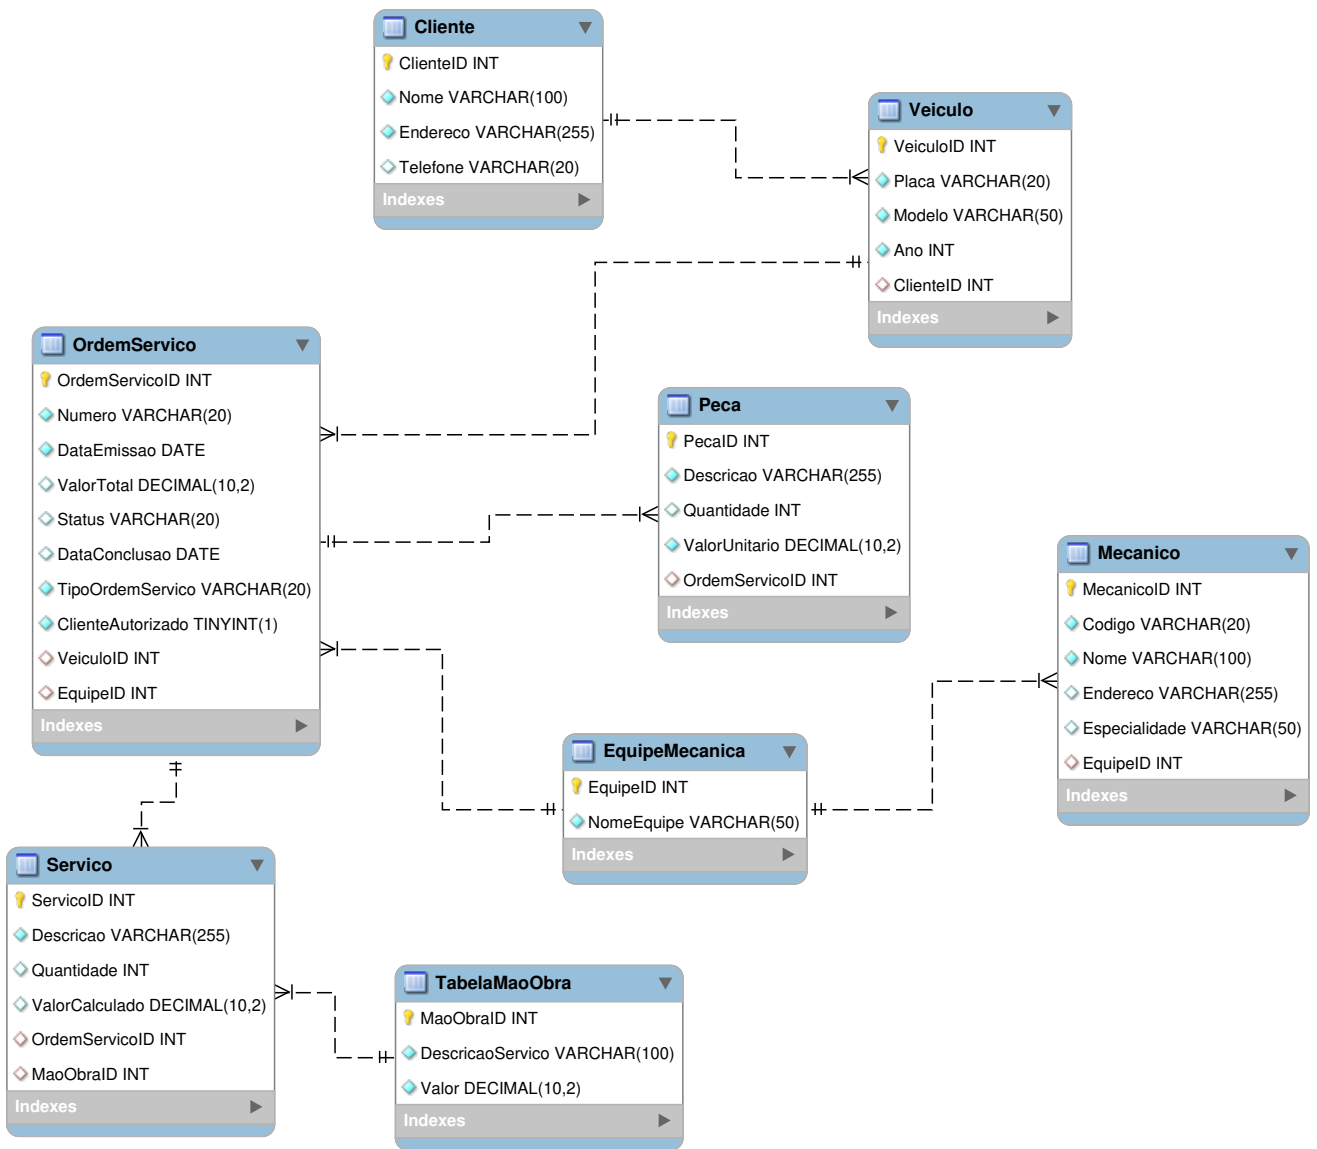 Cliente
ClienteID INT
Nome VARCHAR(100)
Endereco VARCHAR(255)
Telefone VARCHAR(20)
Indexes
Veiculo
VeiculoID INT
Placa VARCHAR(20)
Modelo VARCHAR(50)
Ano INT
ClienteID INT
Indexes
OrdemServico
OrdemServicoID INT
Numero VARCHAR(20)
DataEmissao DATE
ValorTotal DECIMAL(10,2)
Status VARCHAR(20)
DataConclusao DATE
TipoOrdemServico VARCHAR(20)
ClienteAutorizado TINYINT(1)
VeiculoID INT
EquipeID INT
Indexes
Peca
PecaID INT
Descricao VARCHAR(255)
Quantidade INT
ValorUnitario DECIMAL(10,2)
OrdemServicoID INT
Indexes
Mecanico
MecanicoID INT
Codigo VARCHAR(20)
Nome VARCHAR(100)
Endereco VARCHAR(255)
Especialidade VARCHAR(50)
EquipeID INT
Indexes
EquipeMecanica
EquipeID INT
NomeEquipe VARCHAR(50)
Indexes
Servico
ServicoID INT
Descricao VARCHAR(255)
Quantidade INT
ValorCalculado DECIMAL(10,2)
OrdemServicoID INT
MaoObraID INT
Indexes
TabelaMaoObra
MaoObraID INT
DescricaoServico VARCHAR(100)
Valor DECIMAL(10,2)
Indexes